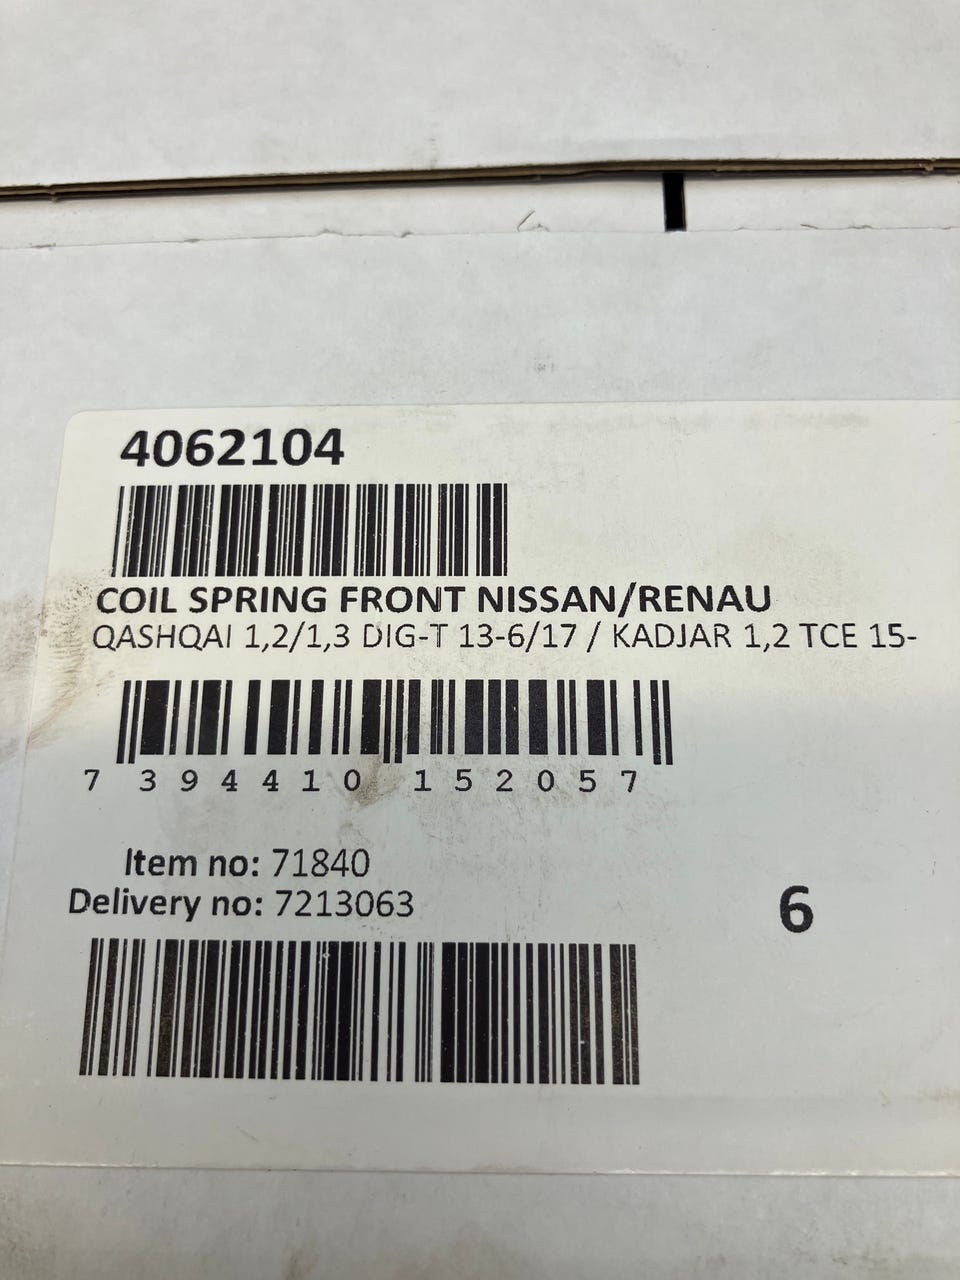 4062104
COIL SPRING FRONT NISSAN/RENAU
QASHQAI 1,2/1,3 DIG-T 13-6/17 / KADJAR 1,2 TCE 15-
7 394410 152057
Item no: 71840
Delivery no: 7213063
6